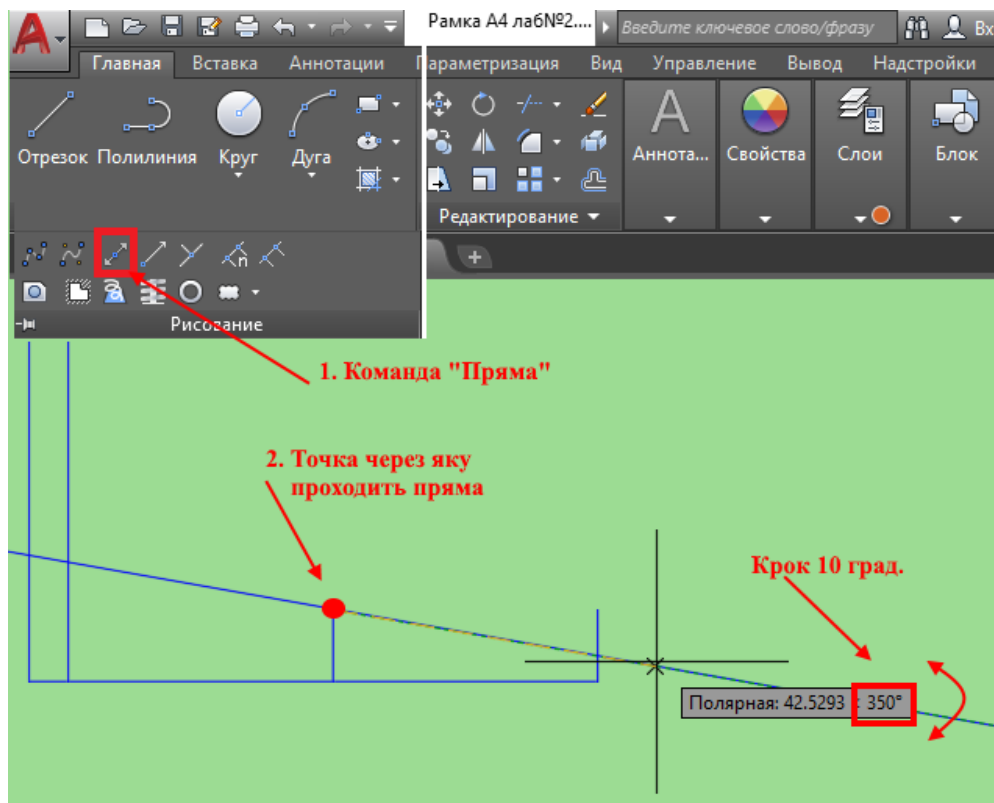 Рамка А4 лаб№2....
Введите ключевое слово/фразу
Вх
Главная Вставка Аннотации Параметризация Вид Управление Вывод Надстройки
Отрезок Полилиния Круг Дуга
Аннота... Свойства Слои Блок
Редактирование
Рисование
1. Команда "Пряма"
2. Точка через яку
проходить пряма
Крок 10 град.
Полярная: 42.5293 < 350°